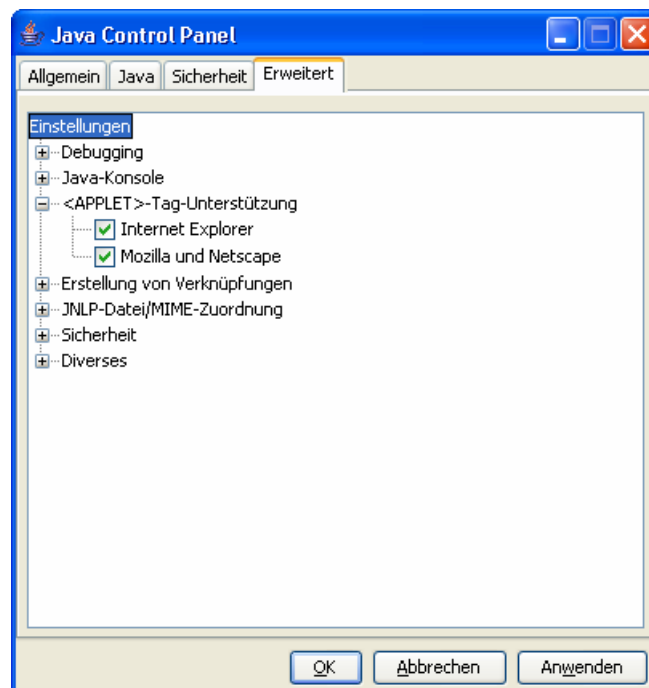 Java Control Panel
Allgemein Java Sicherheit Erweitert
Einstellungen
Debugging
Java-Konsole
<APPLET>-Tag-Unterstützung
Internet Explorer
Mozilla und Netscape
Erstellung von Verknüpfungen
JNLP-Datei/MIME-Zuordnung
Sicherheit
Diverses
OK Abbrechen Anwenden